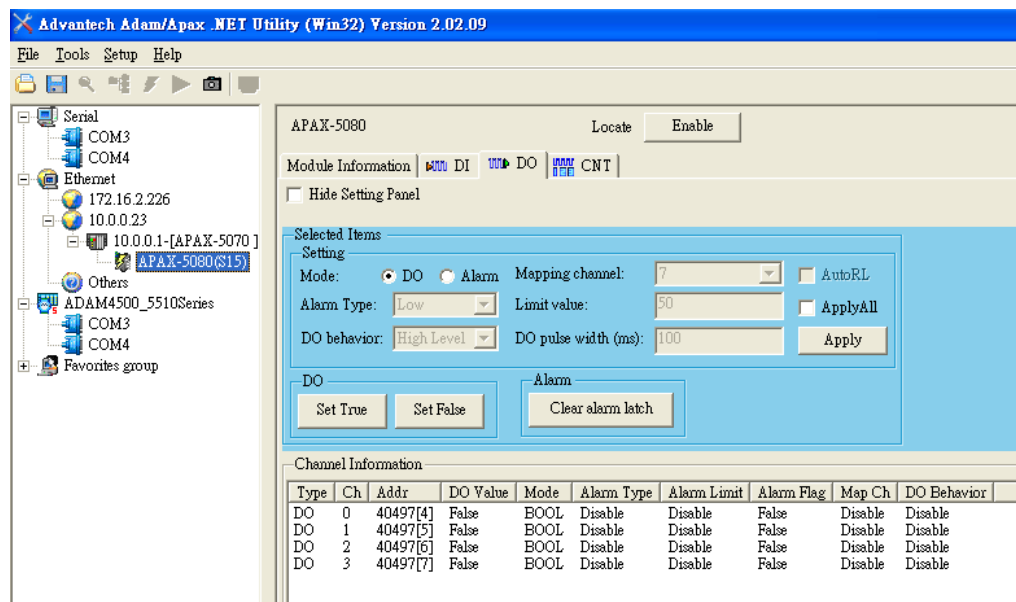 Advantech Adam/Apax .NET Utility (Win32) Version 2.02.09
File Tools Setup Help
Serial
COM3
COM4
Ethernet
172.16.2.226
10.0.0.23
10.0.0.1-[APAX-5070 ]
APAX-5080(S15)
Others
ADAM4500_5510Series
COM3
COM4
Favorites group
APAX-5080 Locate Enable
Module Information DI DO CNT
Hide Setting Panel
Selected Items
Setting
Mode: DO Alarm Mapping channel: 7 AutoRL
Alarm Type: Low Limit value: 50 ApplyAll
DO behavior: High Level DO pulse width (ms): 100 Apply
DO Alarm
Set True Set False Clear alarm latch
Channel Information
Type Ch Addr DO Value Mode Alarm Type Alarm Limit Alarm Flag Map Ch DO Behavior
DO 0 40497[4] False BOOL Disable Disable False Disable Disable
DO 1 40497[5] False BOOL Disable Disable False Disable Disable
DO 2 40497[6] False BOOL Disable Disable False Disable Disable
DO 3 40497[7] False BOOL Disable Disable False Disable Disable